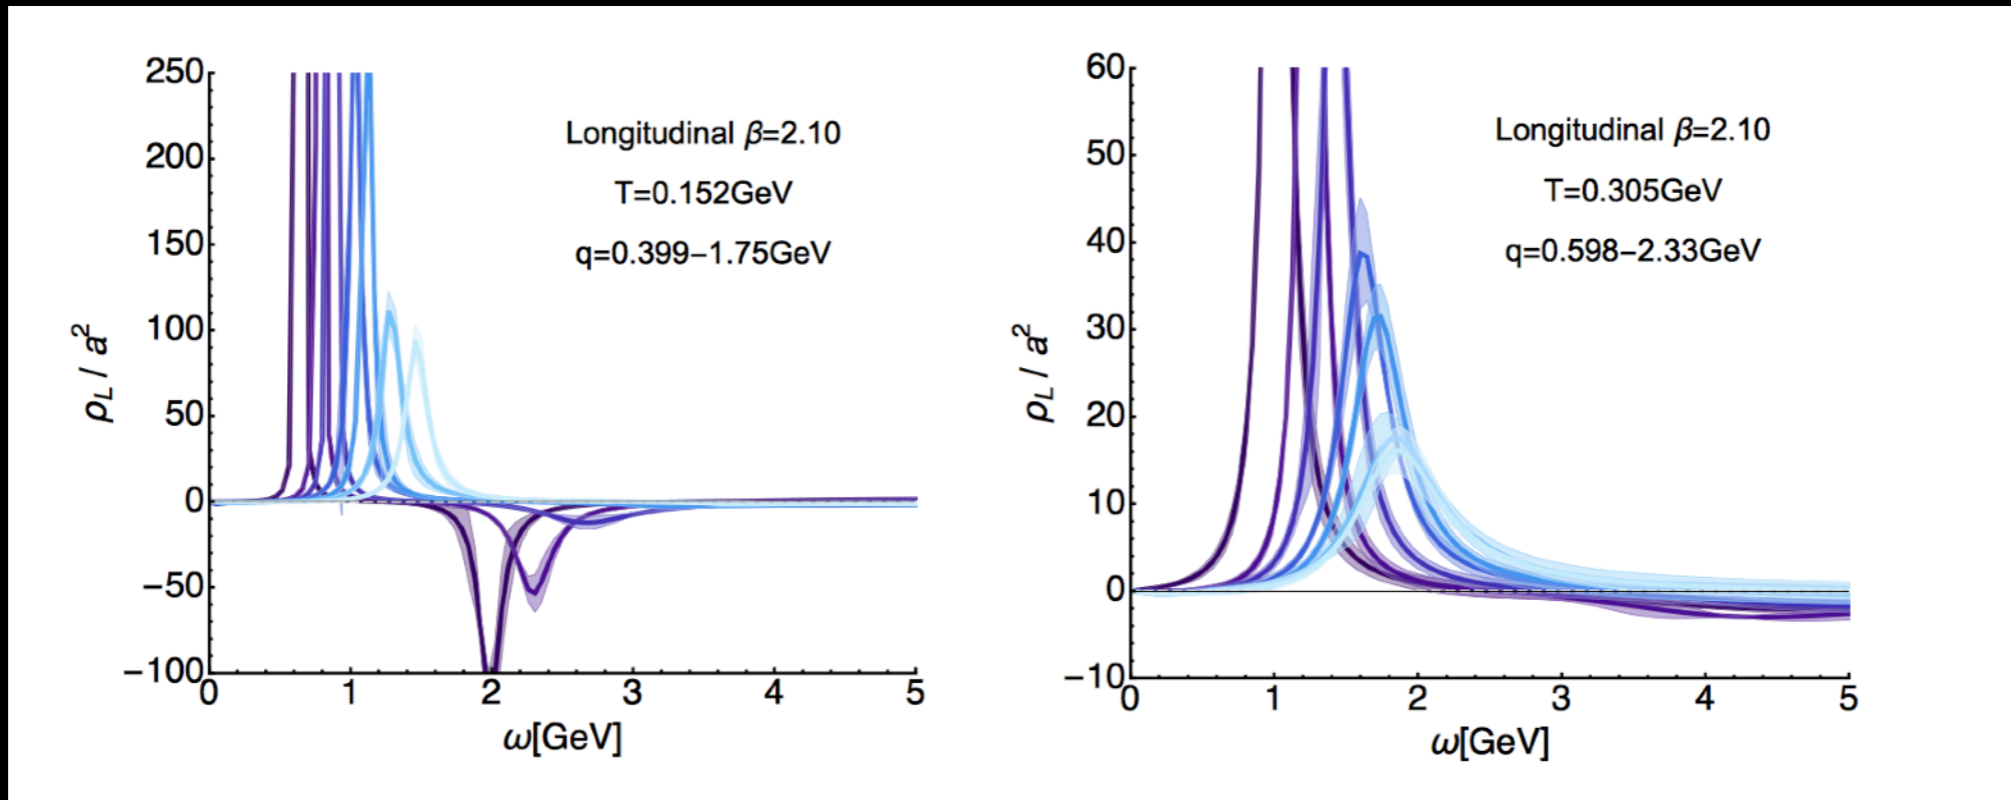 250
200
150
100
50
0
−50
−100
0 1 2 3 4 5
ρL / a²
ω[GeV]
Longitudinal β=2.10
T=0.152GeV
q=0.399−1.75GeV
60
50
40
30
20
10
0
−10
0 1 2 3 4 5
ρL / a²
ω[GeV]
Longitudinal β=2.10
T=0.305GeV
q=0.598−2.33GeV